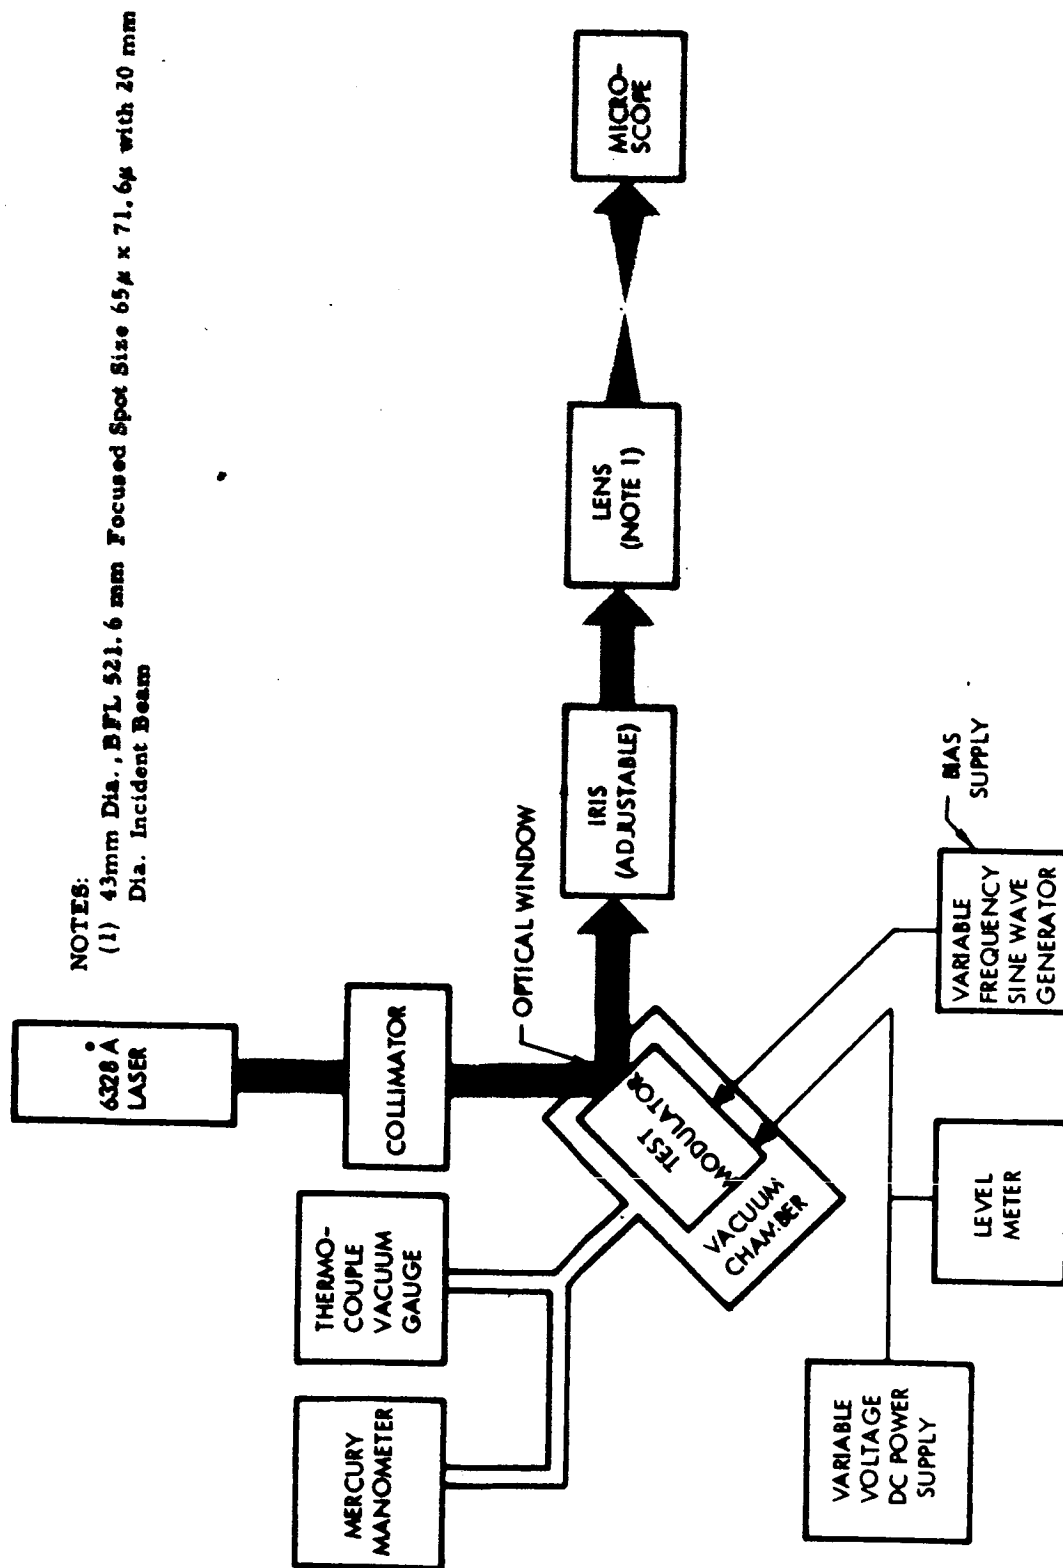 NOTES:
(1) 43mm Dia., BFL 521.6 mm Focused Spot Size 65μ x 71.6μ with 20 mm
Dia. Incident Beam
6328 Å
LASER
COLLIMATOR
THERMO-
COUPLE
VACUUM
GAUGE
MERCURY
MANOMETER
OPTICAL WINDOW
TEST
MODULATOR
VACUUM
CHAMBER
IRIS
(ADJUSTABLE)
LENS
(NOTE 1)
MICRO-
SCOPE
VARIABLE
VOLTAGE
DC POWER
SUPPLY
LEVEL
METER
VARIABLE
FREQUENCY
SINE WAVE
GENERATOR
BIAS
SUPPLY